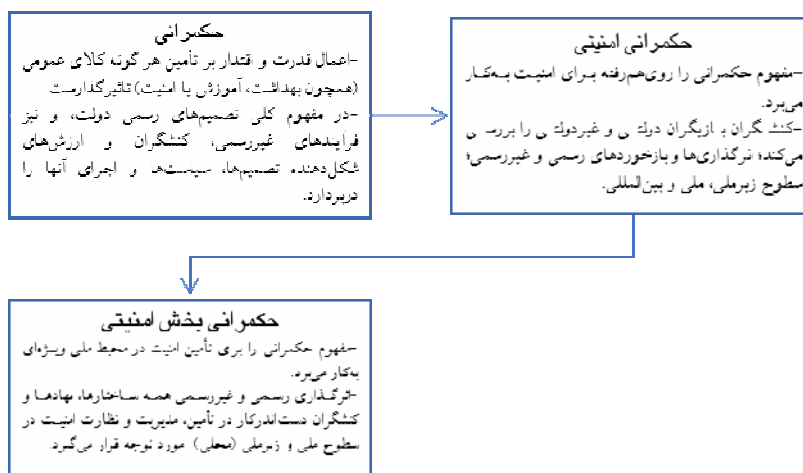 حکمرانی
-اعمال قدرت و اقتدار بر تأمین هر گونه کالای عمومی
(همچون بهداشت، آموزش یا امنیت) تاثیرگذارست
-در مفهوم کلی تصمیم‌های رسمی دولت، و نیز
فرآیندهای غیررسمی، کنشگران و ارزش‌های
شکل‌دهنده تصمیم‌ها، سیاست‌ها و اجرای آنها را
دربردارد.
حکمرانی امنیتی
-مفهوم حکمرانی را روی‌هم‌رفته برای امنیت به‌کار
می‌برد.
-کنشگران بازیگران دولتی و غیردولتی را بررسی
می‌کند؛ اثرگذاری‌ها و بازخوردهای رسمی و غیررسمی؛
سطوح زیرملی، ملی و بین‌المللی.
حکمرانی بخش امنیتی
-مفهوم حکمرانی را برای تأمین امنیت در محیط ملی ویژه‌ای
به‌کار می‌برد.
-اثرگذاری رسمی و غیررسمی همه ساختارها، نهادها و
کنشگران دست‌اندرکار در تأمین، مدیریت و نظارت امنیت در
سطوح ملی و زیرملی (محلی) مورد توجه قرار می‌گیرد.